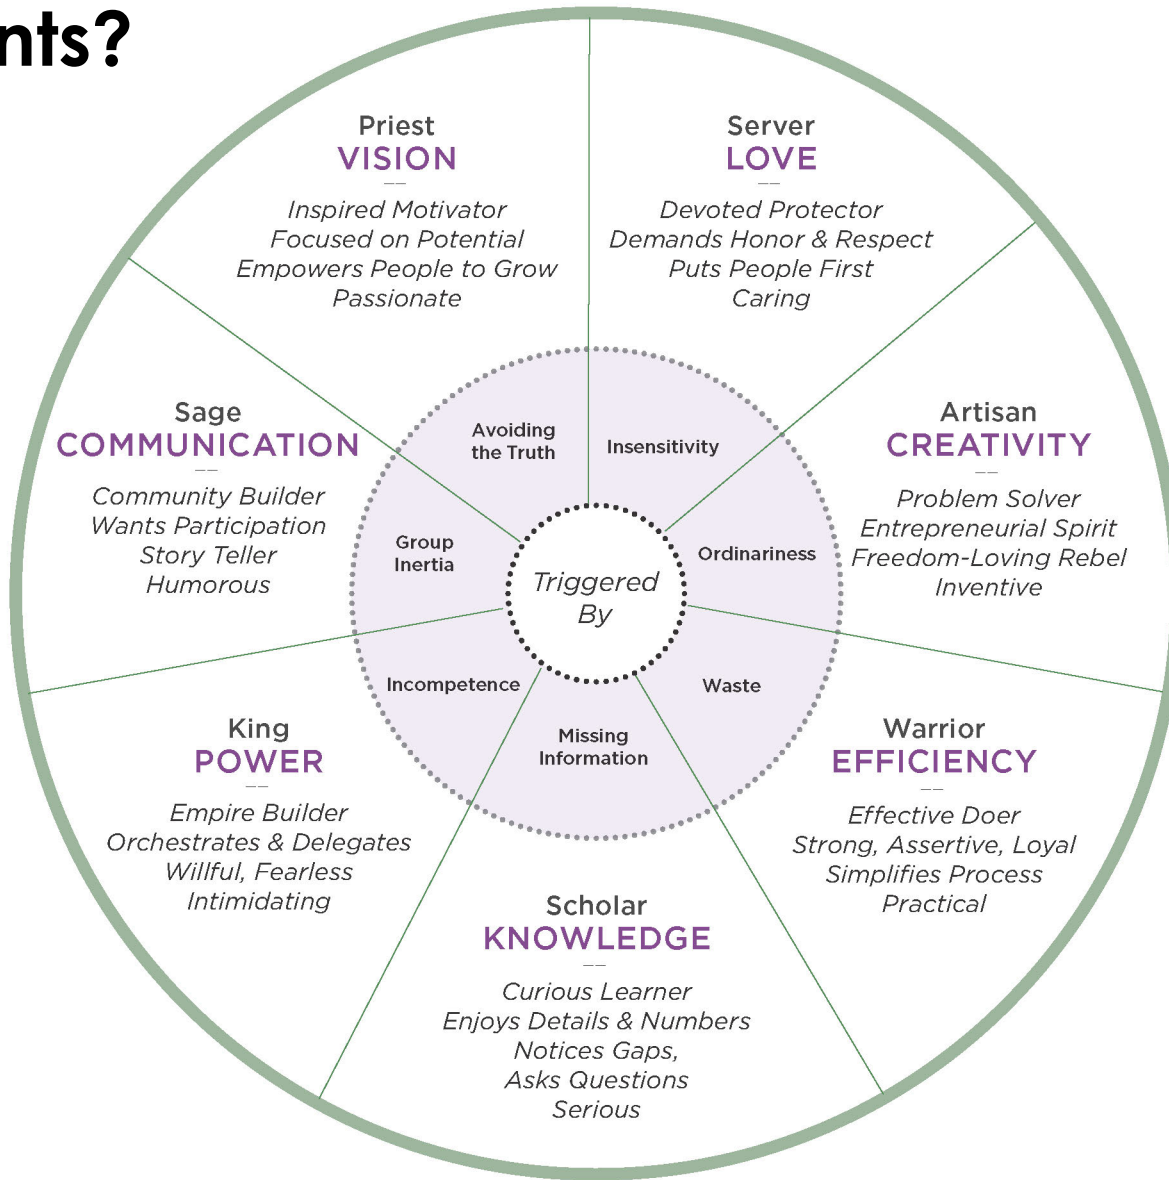 nts?
Priest
VISION
Inspired Motivator
Focused on Potential
Empowers People to Grow
Passionate
Server
LOVE
Devoted Protector
Demands Honor & Respect
Puts People First
Caring
Artisan
CREATIVITY
Problem Solver
Entrepreneurial Spirit
Freedom-Loving Rebel
Inventive
Warrior
EFFICIENCY
Effective Doer
Strong, Assertive, Loyal
Simplifies Process
Practical
Scholar
KNOWLEDGE
Curious Learner
Enjoys Details & Numbers
Notices Gaps,
Asks Questions
Serious
King
POWER
Empire Builder
Orchestrates & Delegates
Willful, Fearless
Intimidating
Sage
COMMUNICATION
Community Builder
Wants Participation
Story Teller
Humorous
Avoiding
the Truth
Insensitivity
Ordinariness
Waste
Missing
Information
Incompetence
Group
Inertia
Triggered
By